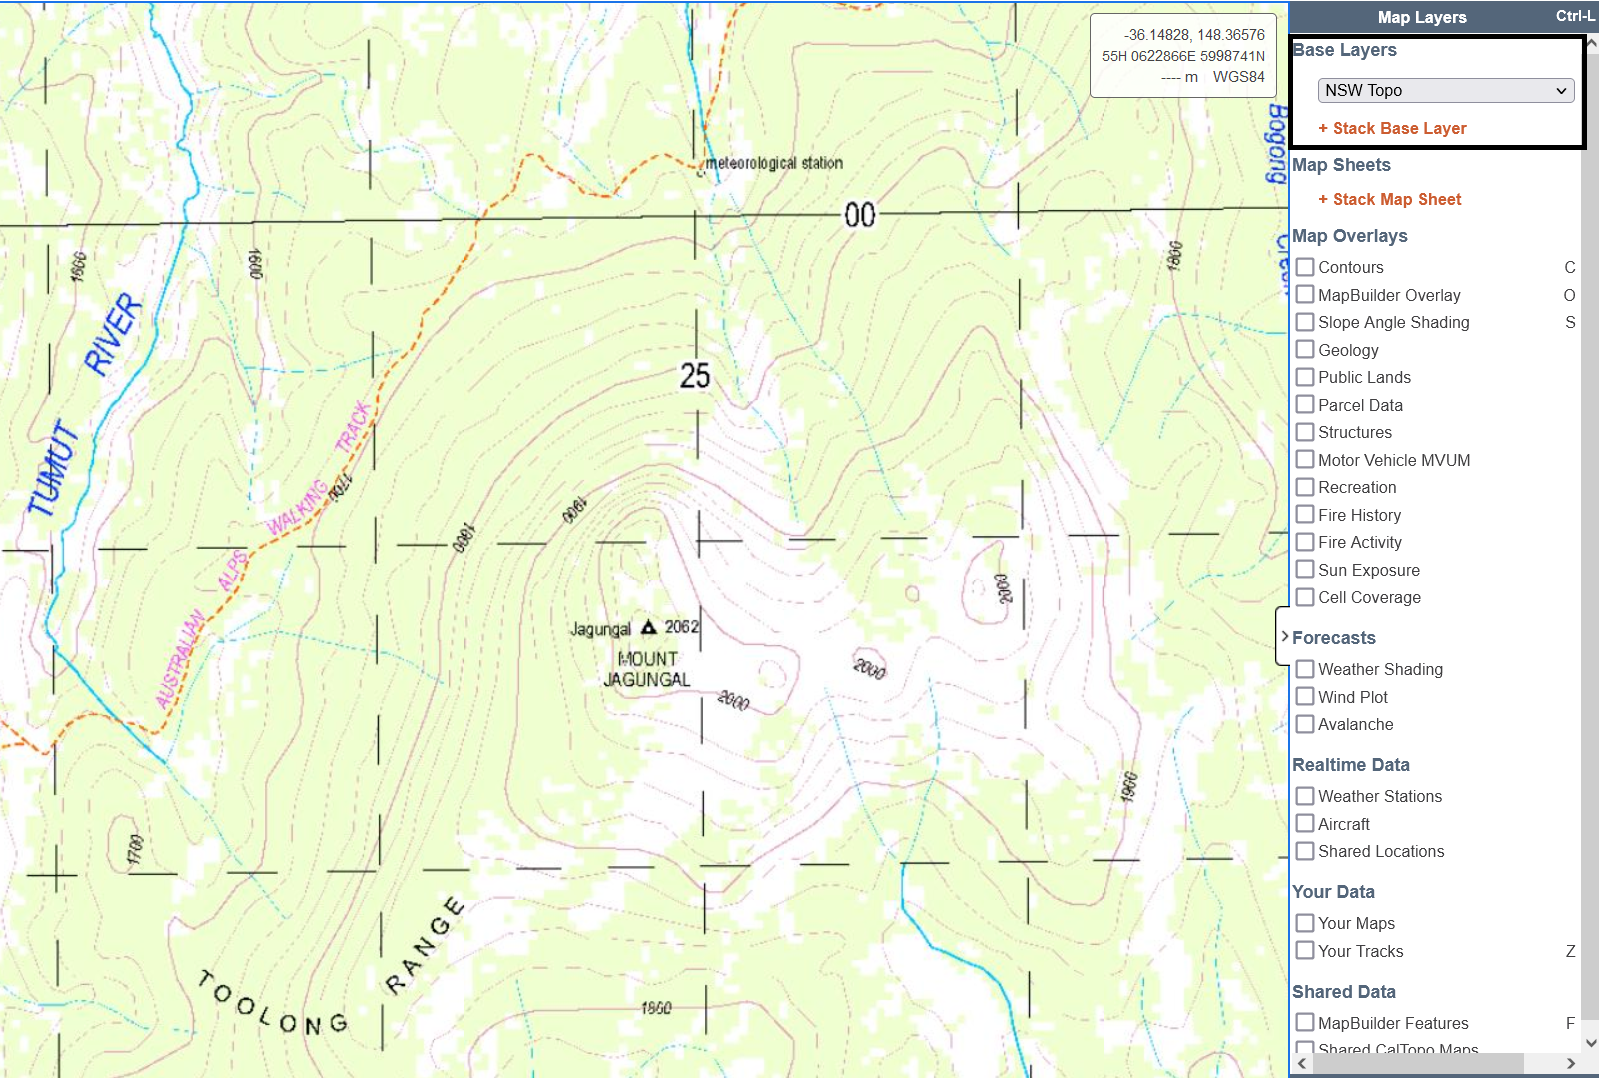 -36.14828, 148.36576
55H 0622866E 5998741N
---- m WGS84
meteorological station
00
25
1600
1600
1800
TUMUT RIVER
Bogong
AUSTRALIAN ALPS WALKING TRACK
1700
1800
1900
2000
Jagungal 2062
MOUNT
JAGUNGAL
2000
2000
1900
1700
TOOLONG RANGE
1800
Map Layers Ctrl-L
Base Layers
NSW Topo
+ Stack Base Layer
Map Sheets
+ Stack Map Sheet
Map Overlays
Contours C
MapBuilder Overlay O
Slope Angle Shading S
Geology
Public Lands
Parcel Data
Structures
Motor Vehicle MVUM
Recreation
Fire History
Fire Activity
Sun Exposure
Cell Coverage
Forecasts
Weather Shading
Wind Plot
Avalanche
Realtime Data
Weather Stations
Aircraft
Shared Locations
Your Data
Your Maps
Your Tracks Z
Shared Data
MapBuilder Features F
Shared CalTopo Maps